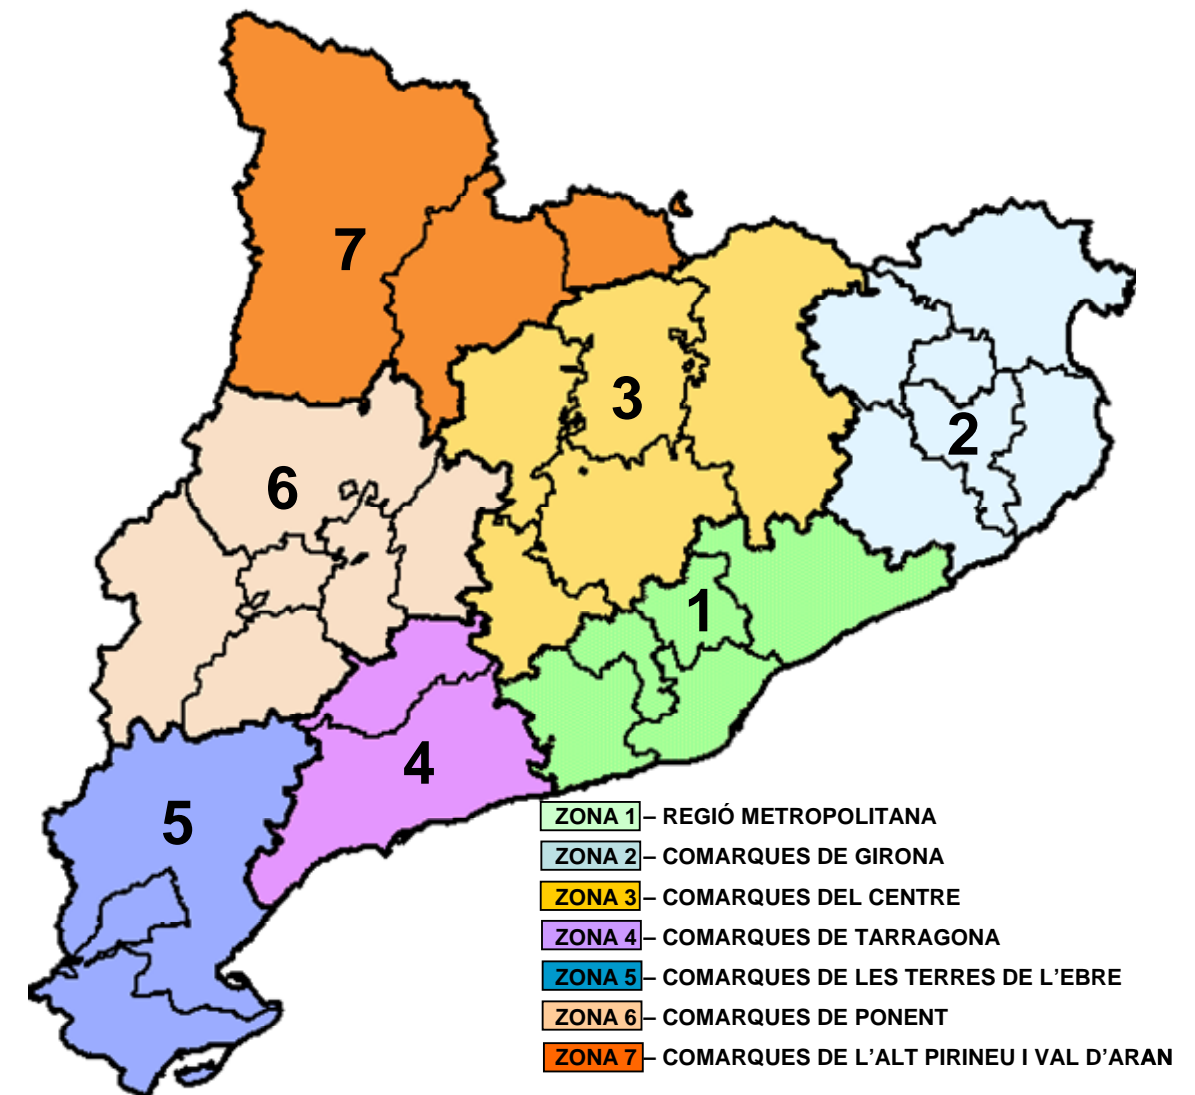 7
3
2
6
1
4
5
ZONA 1 – REGIÓ METROPOLITANA
ZONA 2 – COMARQUES DE GIRONA
ZONA 3 – COMARQUES DEL CENTRE
ZONA 4 – COMARQUES DE TARRAGONA
ZONA 5 – COMARQUES DE LES TERRES DE L’EBRE
ZONA 6 – COMARQUES DE PONENT
ZONA 7 – COMARQUES DE L’ALT PIRINEU I VAL D’ARAN